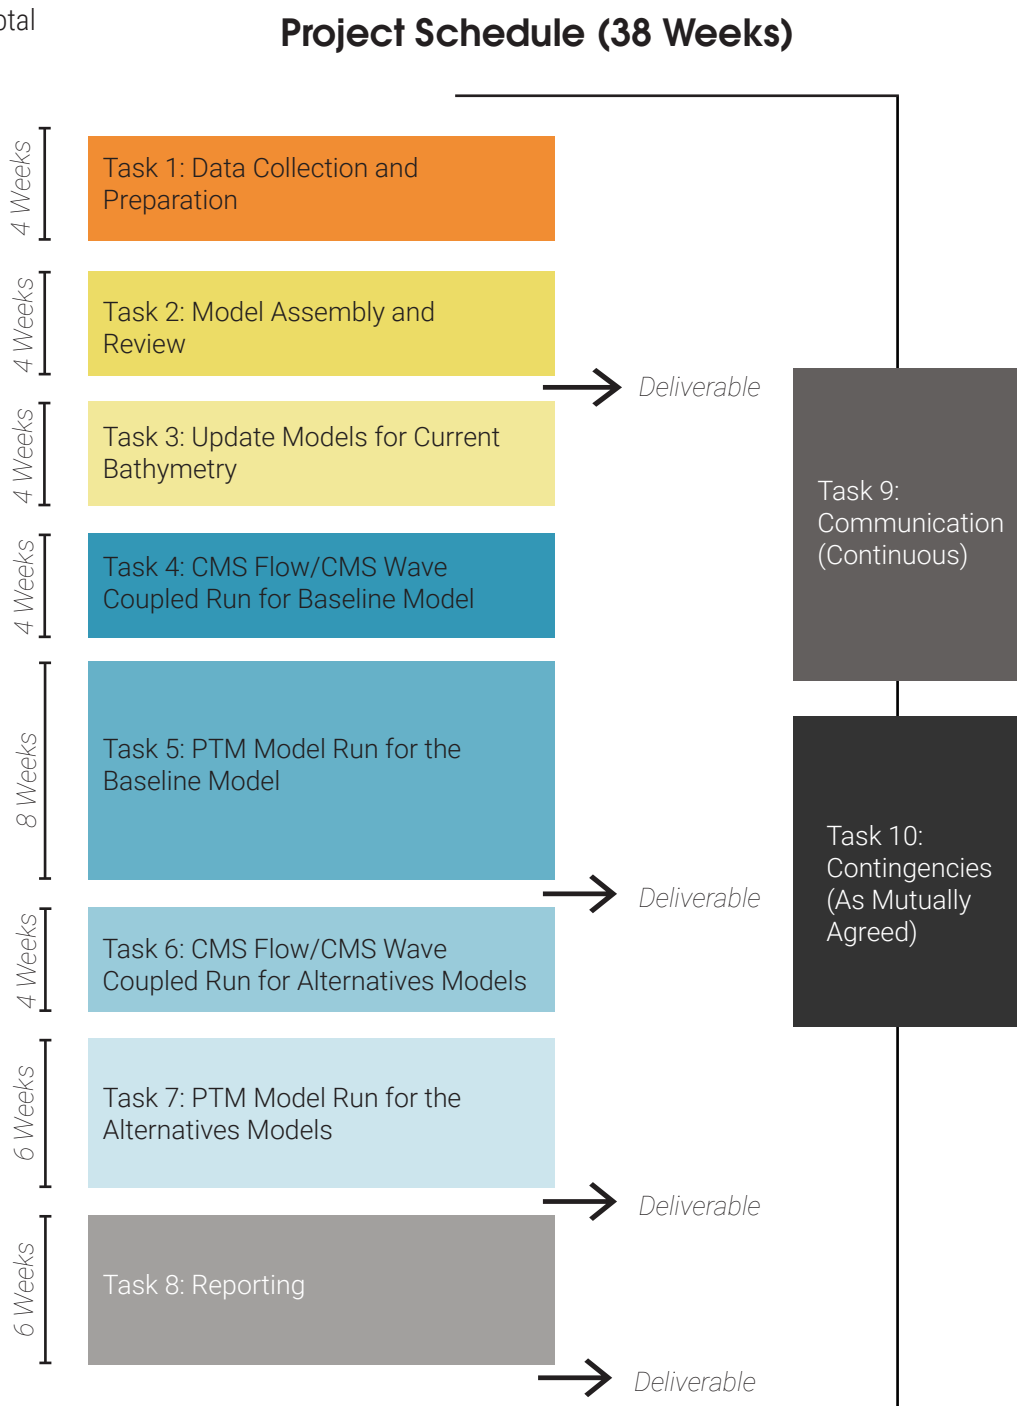 Project Schedule (38 Weeks)
4 Weeks
Task 1: Data Collection and
Preparation
4 Weeks
Task 2: Model Assembly and
Review
Deliverable
4 Weeks
Task 3: Update Models for Current
Bathymetry
4 Weeks
Task 4: CMS Flow/CMS Wave
Coupled Run for Baseline Model
8 Weeks
Task 5: PTM Model Run for the
Baseline Model
Deliverable
4 Weeks
Task 6: CMS Flow/CMS Wave
Coupled Run for Alternatives Models
6 Weeks
Task 7: PTM Model Run for the
Alternatives Models
Deliverable
6 Weeks
Task 8: Reporting
Deliverable
Task 9:
Communication
(Continuous)
Task 10:
Contingencies
(As Mutually
Agreed)